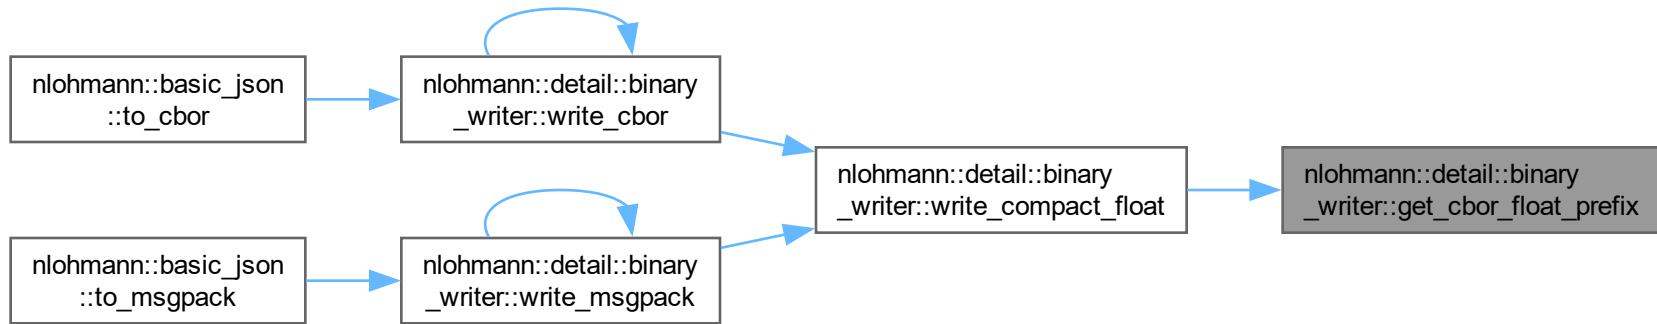 nlohmann::basic_json
::to_cbor
nlohmann::detail::binary
_writer::write_cbor
nlohmann::detail::binary
_writer::write_compact_float
nlohmann::detail::binary
_writer::get_cbor_float_prefix
nlohmann::basic_json
::to_msgpack
nlohmann::detail::binary
_writer::write_msgpack